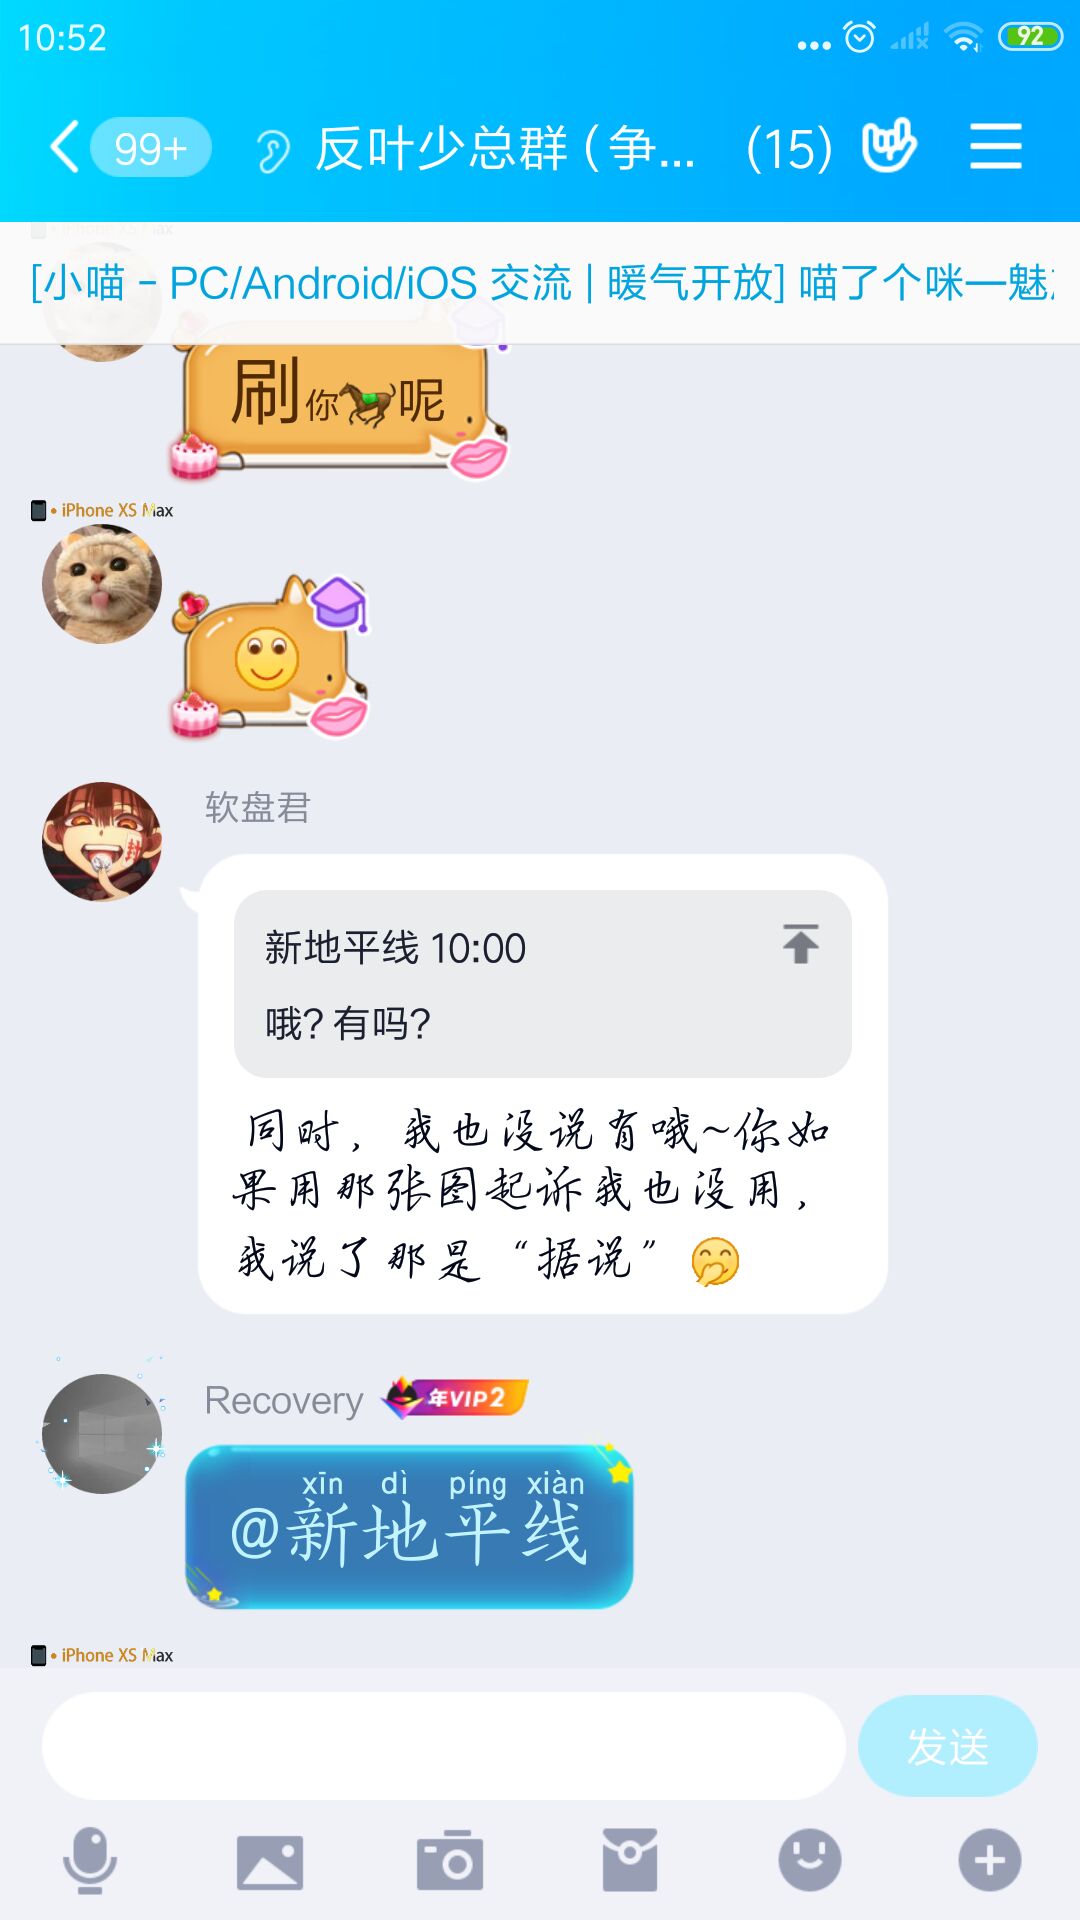 10:52
92
99+
反叶少总群（争... (15)
[小喵 – PC/Android/iOS 交流 | 暖气开放] 喵了个咪—魅
刷你🐎呢
iPhone XS Max
软盘君
新地平线 10:00
哦? 有吗?
同时，我也没说有哦~你如
果用那张图起诉我也没用，
我说了那是“据说”🤭
Recovery
年VIP2
xīn dì píng xiàn
@新地平线
iPhone XS Max
发送